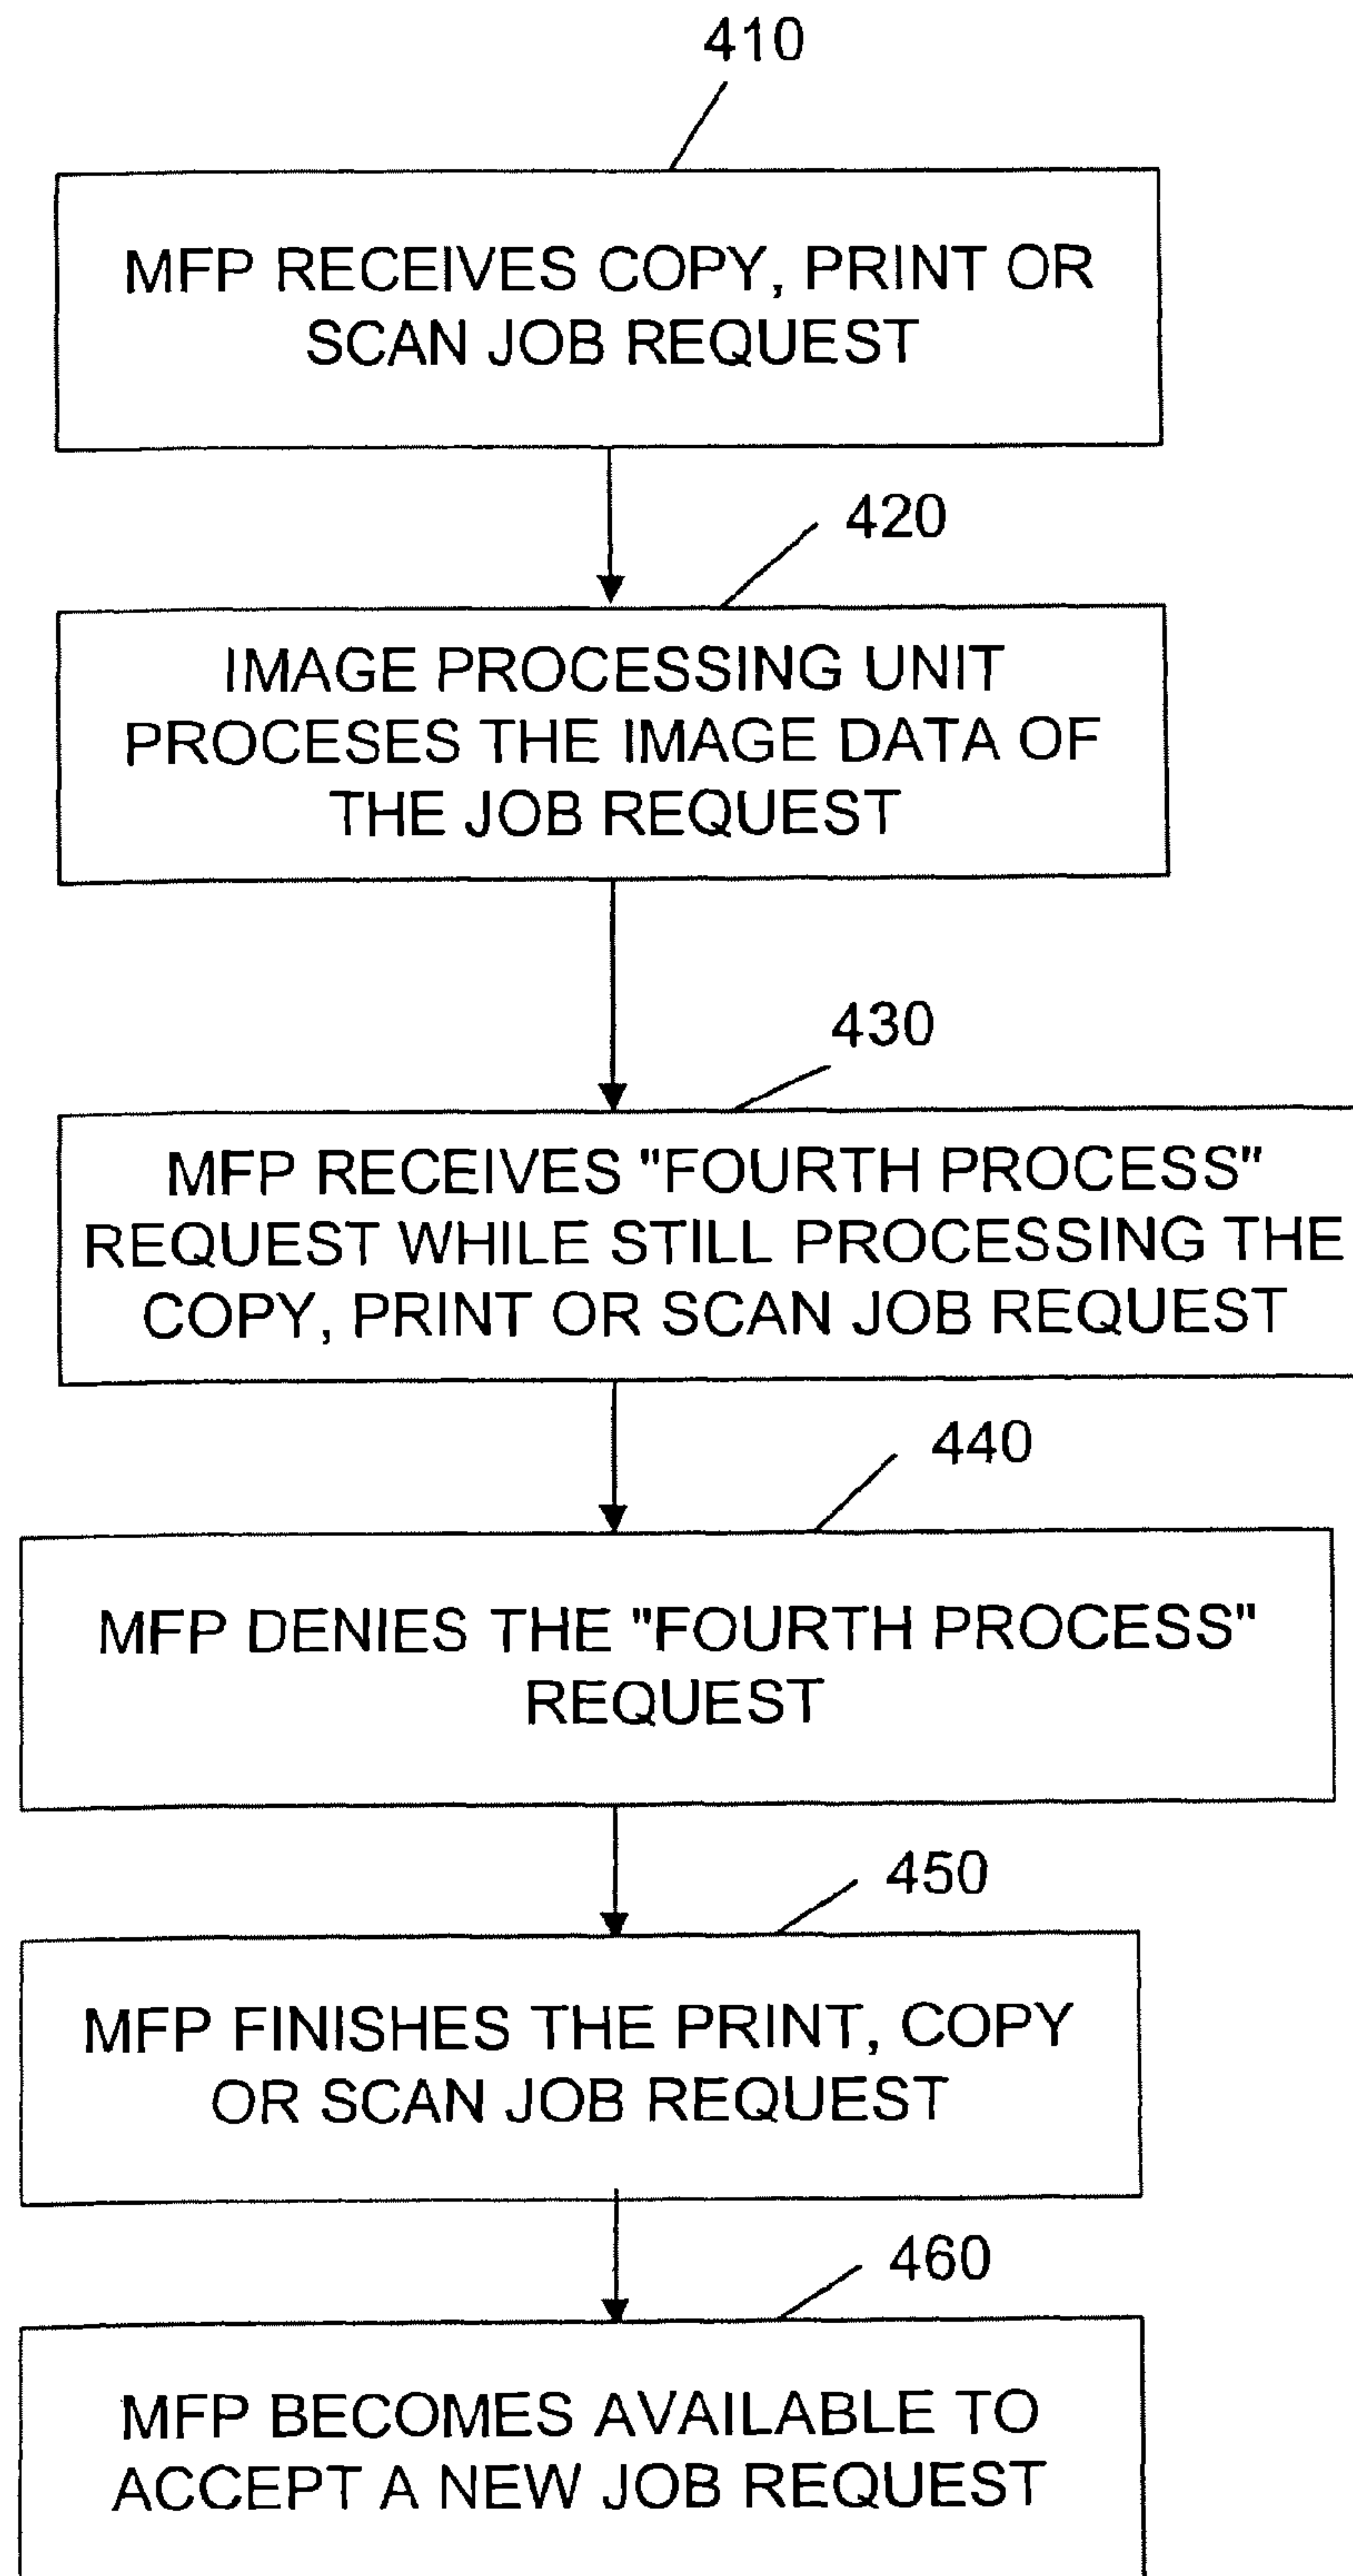 410
MFP RECEIVES COPY, PRINT OR
SCAN JOB REQUEST
420
IMAGE PROCESSING UNIT
PROCESES THE IMAGE DATA OF
THE JOB REQUEST
430
MFP RECEIVES "FOURTH PROCESS"
REQUEST WHILE STILL PROCESSING THE
COPY, PRINT OR SCAN JOB REQUEST
440
MFP DENIES THE "FOURTH PROCESS"
REQUEST
450
MFP FINISHES THE PRINT, COPY
OR SCAN JOB REQUEST
460
MFP BECOMES AVAILABLE TO
ACCEPT A NEW JOB REQUEST